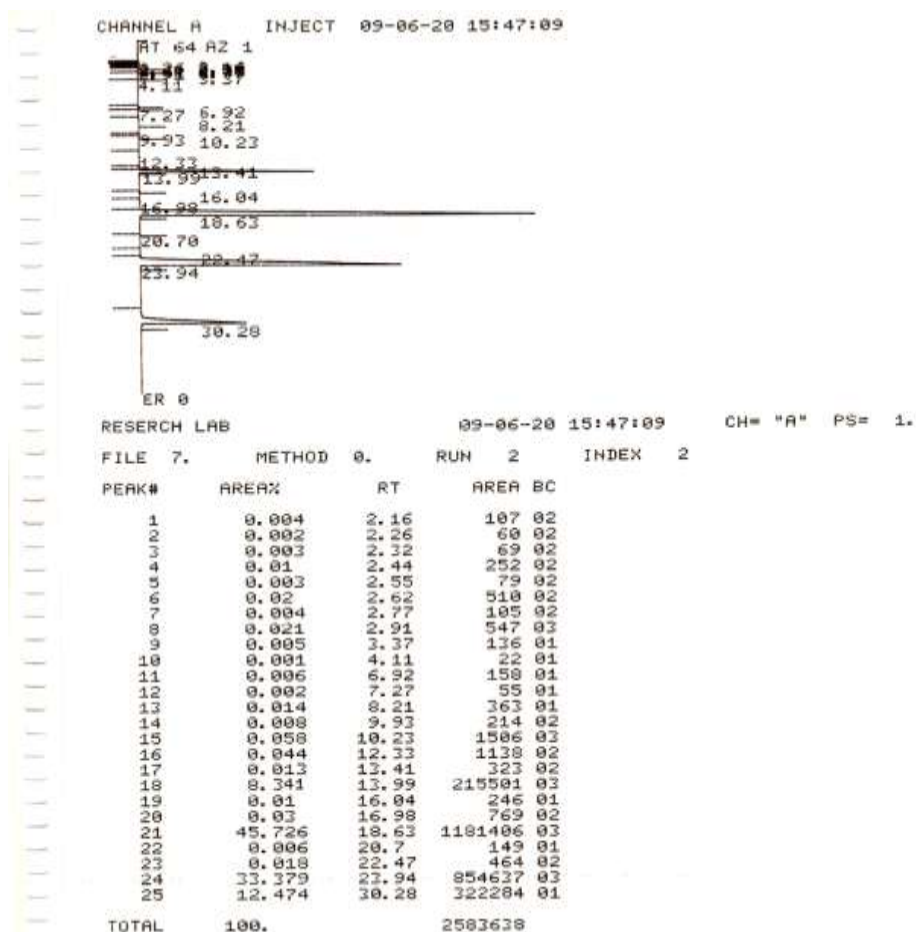 CHANNEL A INJECT 09-06-20 15:47:09
AT 64 AZ 1
3.37
4.11
7.27 6.92
8.21
9.93 10.23
12.33
13.41
13.99
16.04
16.98
18.63
20.70
22.47
23.94
30.28
ER 0
RESERCH LAB 09-06-20 15:47:09 CH= "A" PS= 1.
FILE 7. METHOD 0. RUN 2 INDEX 2
PEAK# AREA% RT AREA BC
1 0.004 2.16 107 02
2 0.002 2.26 60 02
3 0.003 2.32 69 02
4 0.01 2.44 252 02
5 0.003 2.55 79 02
6 0.02 2.62 510 02
7 0.004 2.77 105 02
8 0.021 2.91 547 03
9 0.005 3.37 136 01
10 0.001 4.11 22 01
11 0.006 6.92 158 01
12 0.002 7.27 55 01
13 0.014 8.21 363 01
14 0.008 9.93 214 02
15 0.058 10.23 1506 03
16 0.044 12.33 1138 02
17 0.013 13.41 323 02
18 8.341 13.99 215501 03
19 0.01 16.04 246 01
20 0.03 16.98 769 02
21 45.726 18.63 1181406 03
22 0.006 20.7 149 01
23 0.018 22.47 464 02
24 33.379 23.94 854637 03
25 12.474 30.28 322284 01
TOTAL 100. 2583638